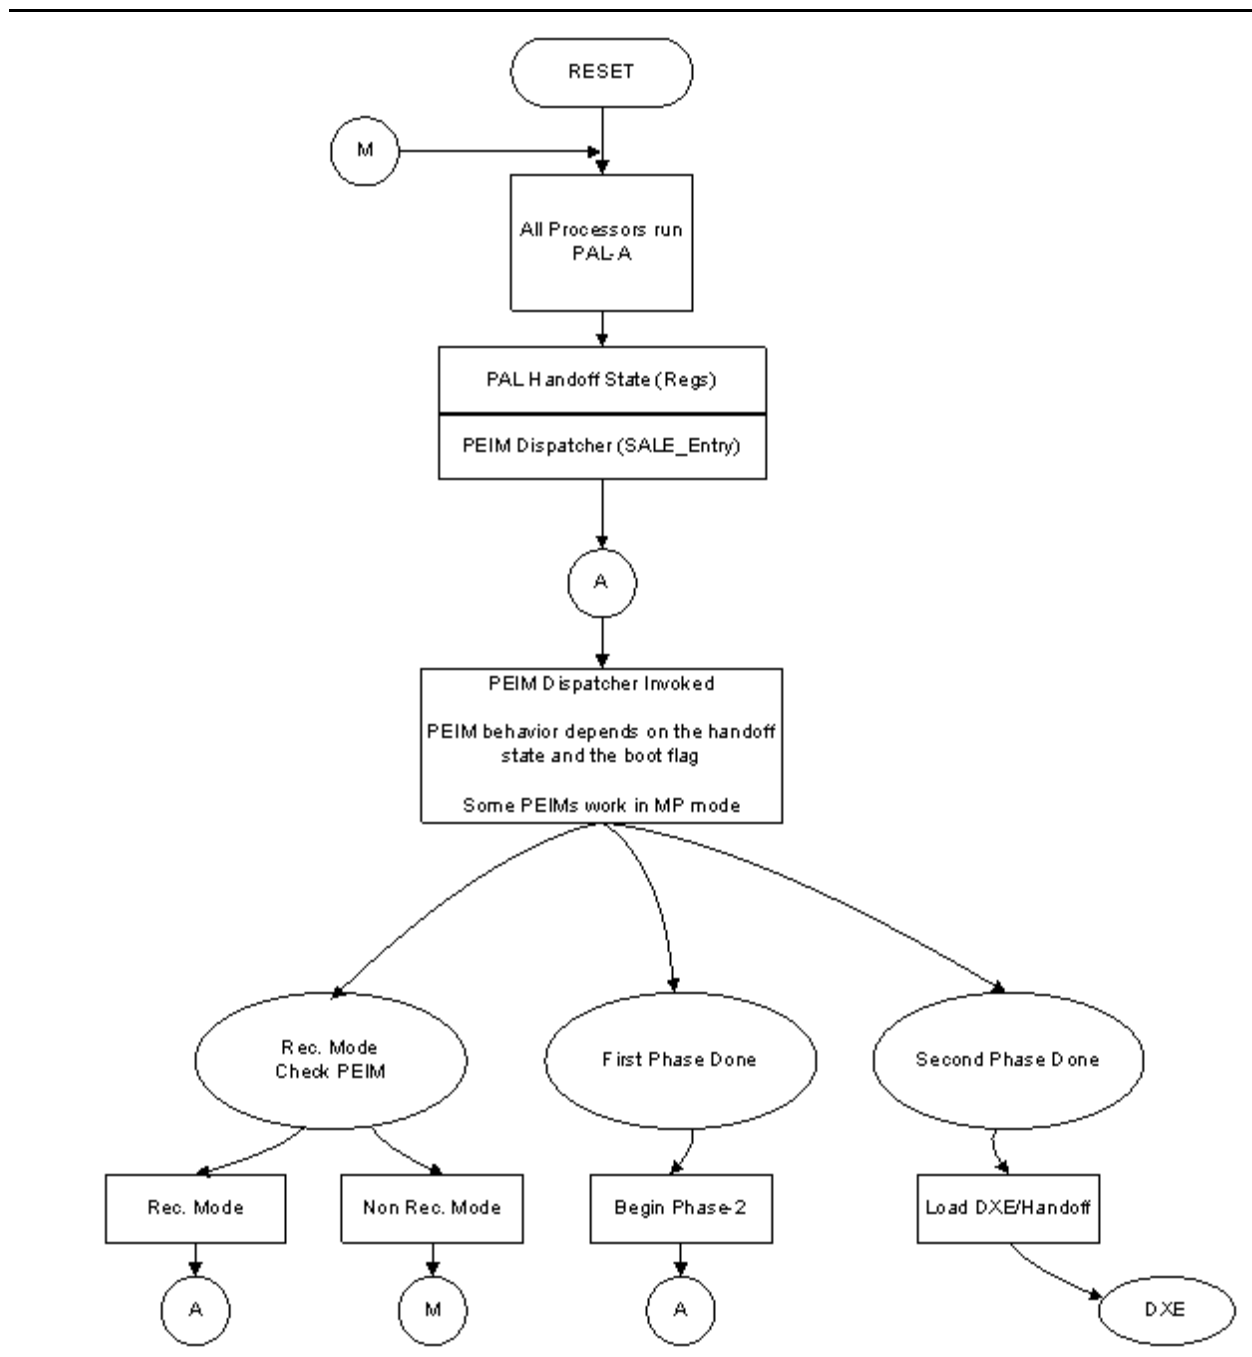 RESET
M
All Processors run
PAL-A
PAL Handoff State (Regs)
PEIM Dispatcher (SALE_Entry)
A
PEIM Dispatcher Invoked
PEIM behavior depends on the handoff
state and the boot flag
Some PEIMs work in MP mode
Rec. Mode
Check PEIM
First Phase Done
Second Phase Done
Rec. Mode
Non Rec. Mode
Begin Phase-2
Load DXE/Handoff
A
M
A
DXE